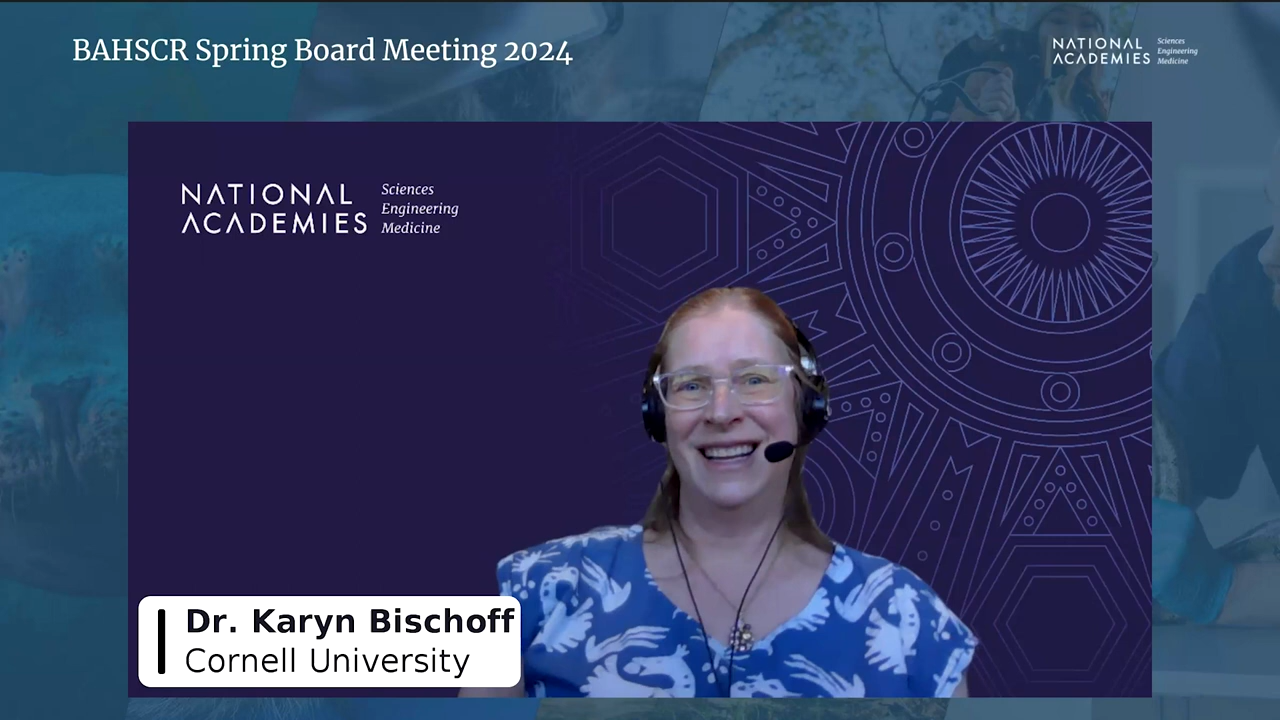 BAHSCR Spring Board Meeting 2024
NATIONAL
ACADEMIES
Sciences
Engineering
Medicine
NATIONAL
ACADEMIES
Sciences
Engineering
Medicine
Dr. Karyn Bischoff
Cornell University